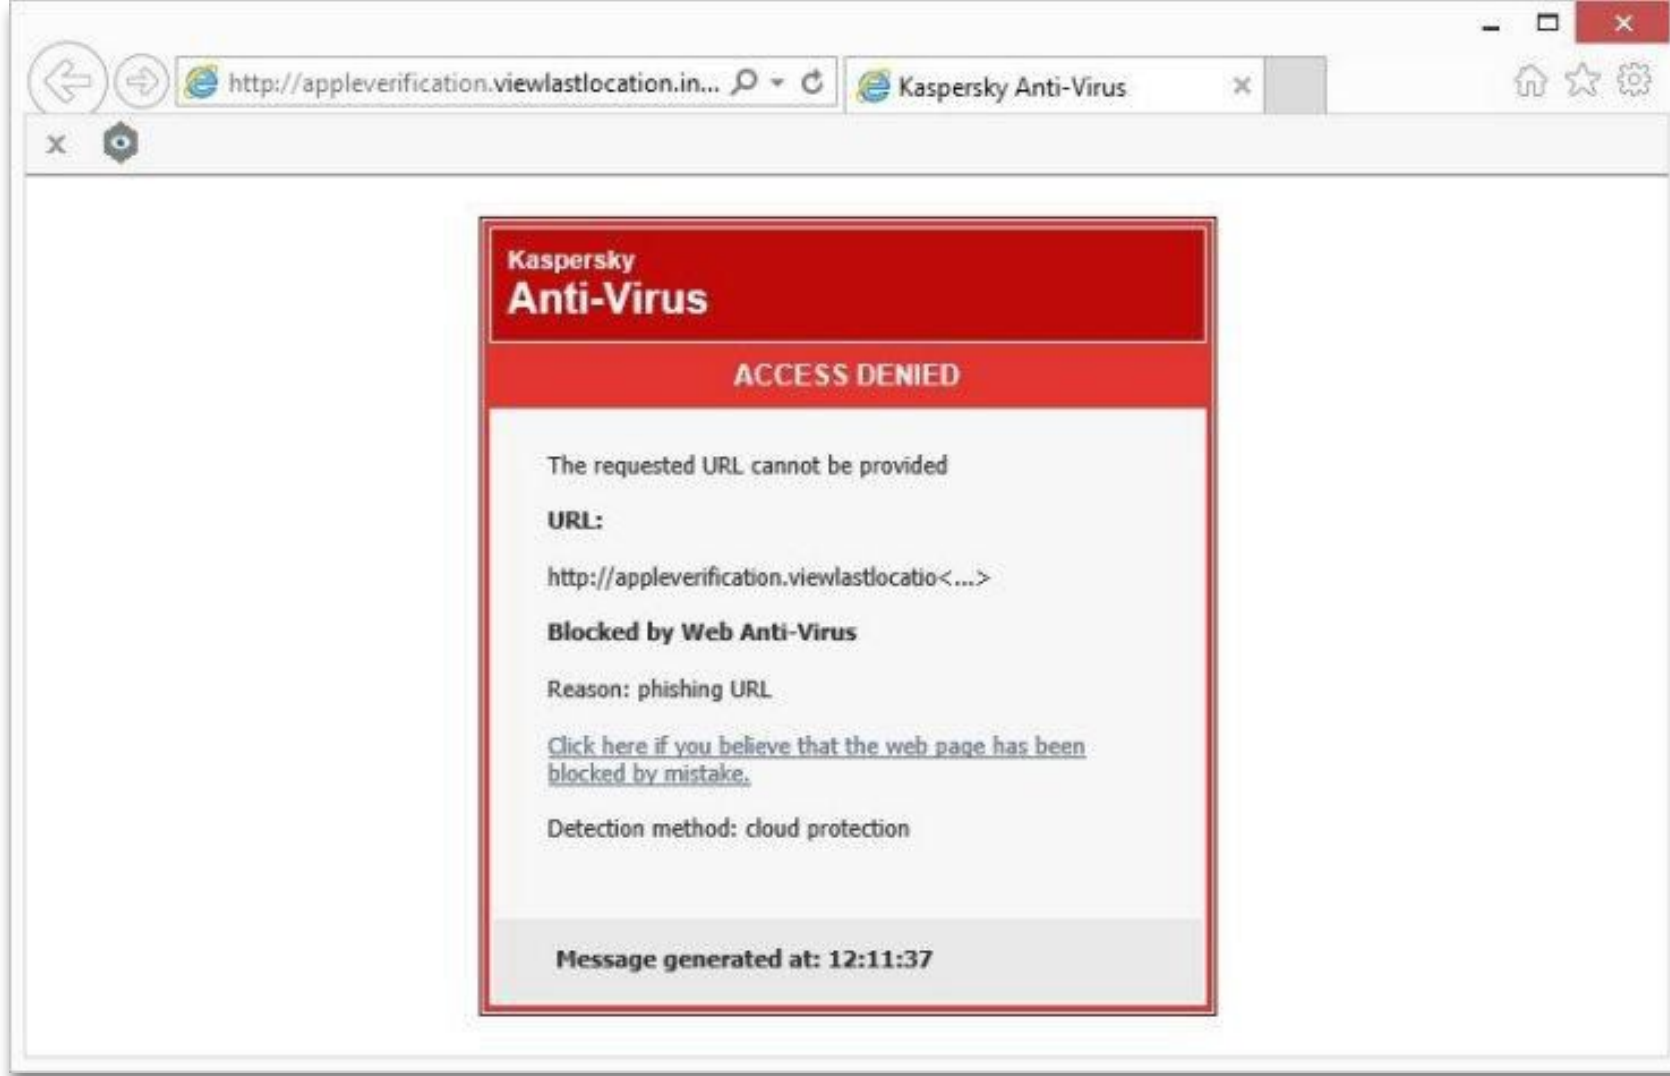 http://appleverification.viewlastlocation.in...
Kaspersky Anti-Virus
Kaspersky
Anti-Virus
ACCESS DENIED
The requested URL cannot be provided
URL:
http://appleverification.viewlastlocatio<...>
Blocked by Web Anti-Virus
Reason: phishing URL
Click here if you believe that the web page has been
blocked by mistake.
Detection method: cloud protection
Message generated at: 12:11:37